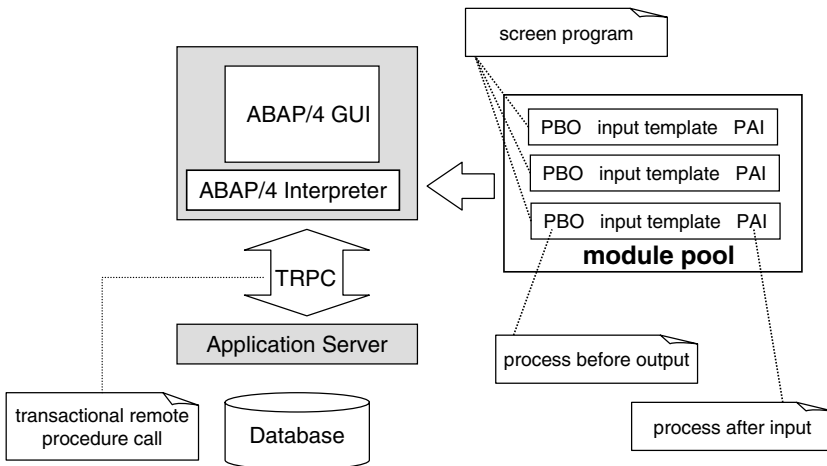 screen program
ABAP/4 GUI
ABAP/4 Interpreter
PBO input template PAI
PBO input template PAI
PBO input template PAI
module pool
TRPC
Application Server
process before output
transactional remote
procedure call
Database
process after input